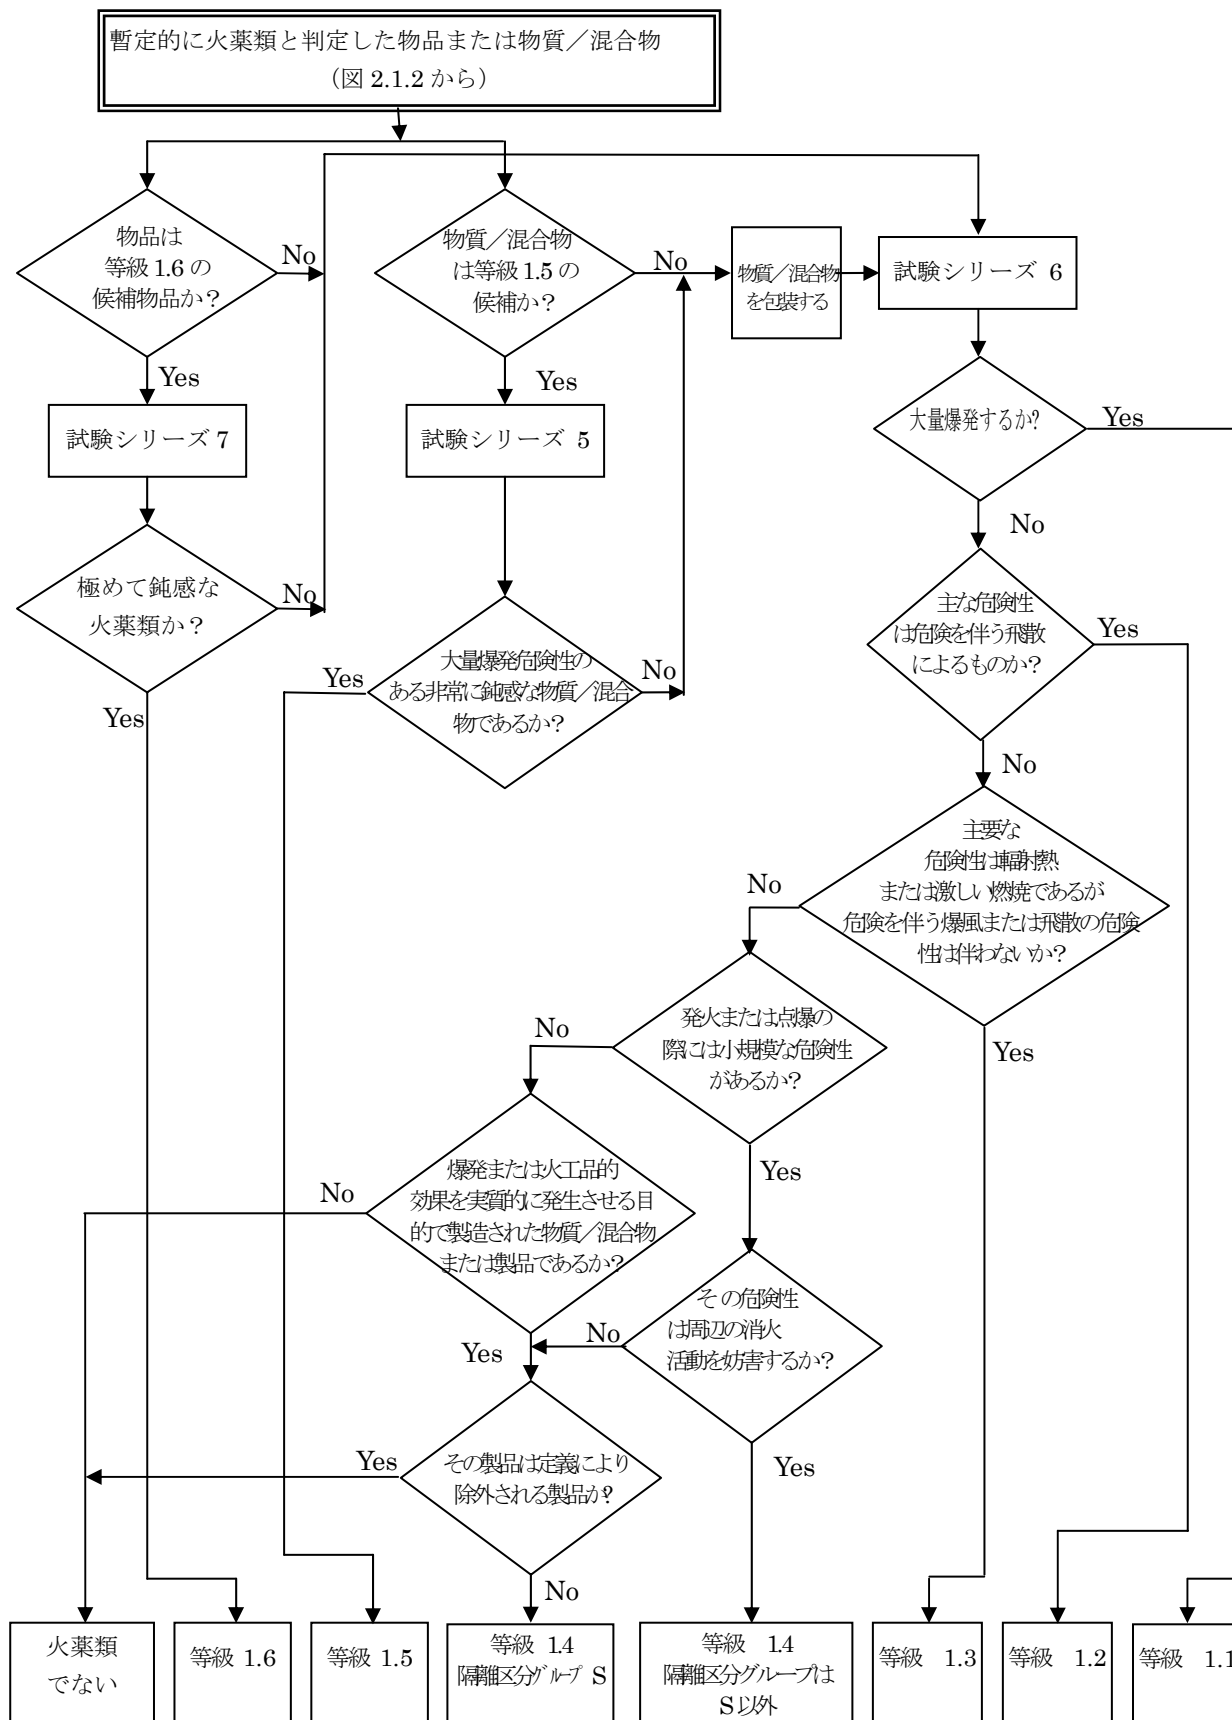 暫定的に火薬類と判定した物品または物質／混合物
（図 2.1.2 から）
物品は
等級 1.6 の
候補物品か？
No
Yes
物質／混合物
は等級 1.5 の
候補か？
No
Yes
物質／混合物
を包装する
試験シリーズ 6
試験シリーズ 7
試験シリーズ 5
大量爆発するか?
Yes
No
極めて鈍感な
火薬類か？
No
Yes
大量爆発危険性の
ある非常に鈍感な物質／混合
物であるか?
Yes
No
主な危険性
は危険を伴う飛散
によるものか?
Yes
No
主要な
危険性は輻射熱
または激しい燃焼であるが
危険を伴う爆風または飛散の危険
性は伴わないか?
No
Yes
発火または点爆の
際には小規模な危険性
があるか?
No
Yes
爆発または火工品的
効果を実質的に発生させる目
的で製造された物質／混合物
または製品であるか?
No
Yes
その危険性
は周辺の消火
活動を妨害するか?
No
Yes
その製品は定義により
除外される製品か?
Yes
No
火薬類
でない
等級 1.6
等級 1.5
等級 1.4
隔離区分グループ S
等級 1.4
隔離区分グループは
S以外
等級 1.3
等級 1.2
等級 1.1